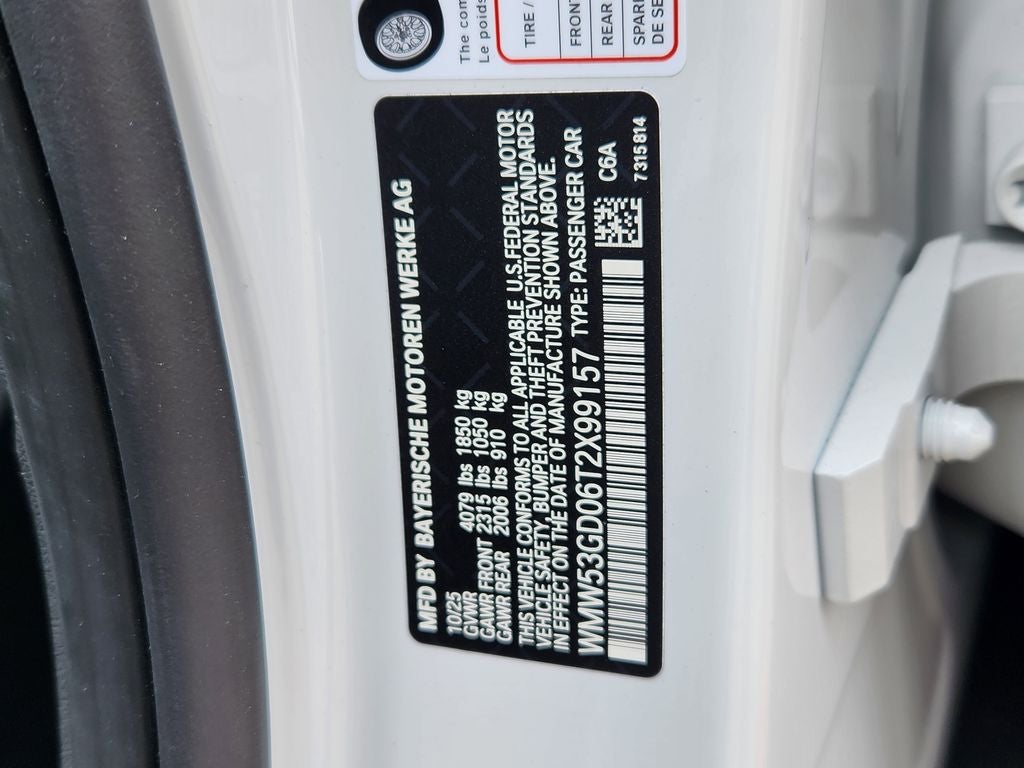 The com
Le poids
TIRE /
FRONT
REAR
SPARE
DE SE
MFD BY BAYERISCHE MOTOREN WERKE AG
10/25
GVWR 4079 lbs 1850 kg
GAWR FRONT 2315 lbs 1050 kg
GAWR REAR 2006 lbs 910 kg
THIS VEHICLE CONFORMS TO ALL APPLICABLE U.S.FEDERAL MOTOR
VEHICLE SAFETY, BUMPER AND THEFT PREVENTION STANDARDS
IN EFFECT ON THE DATE OF MANUFACTURE SHOWN ABOVE.
WMW53GD06T2X99157 TYPE: PASSENGER CAR
C6A
7 315 814